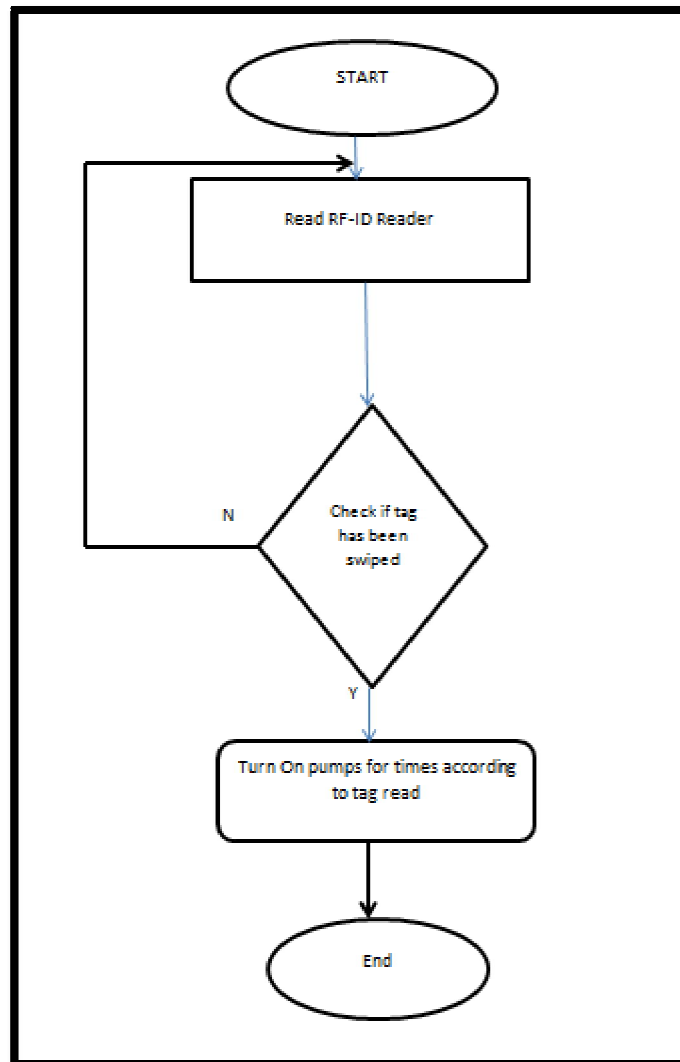 START
Read RF-ID Reader
Check if tag
has been
swiped
N
Y
Turn On pumps for times according
to tag read
End